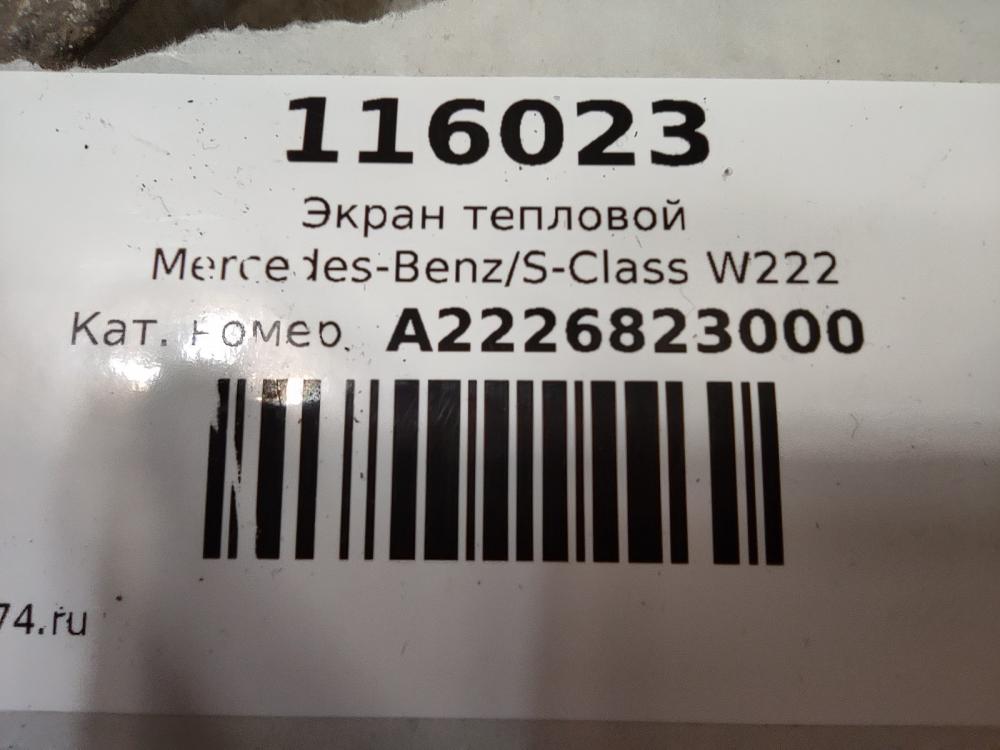 116023
Экран тепловой
Mercedes-Benz/S-Class W222
Кат. номер. A2226823000
74.ru